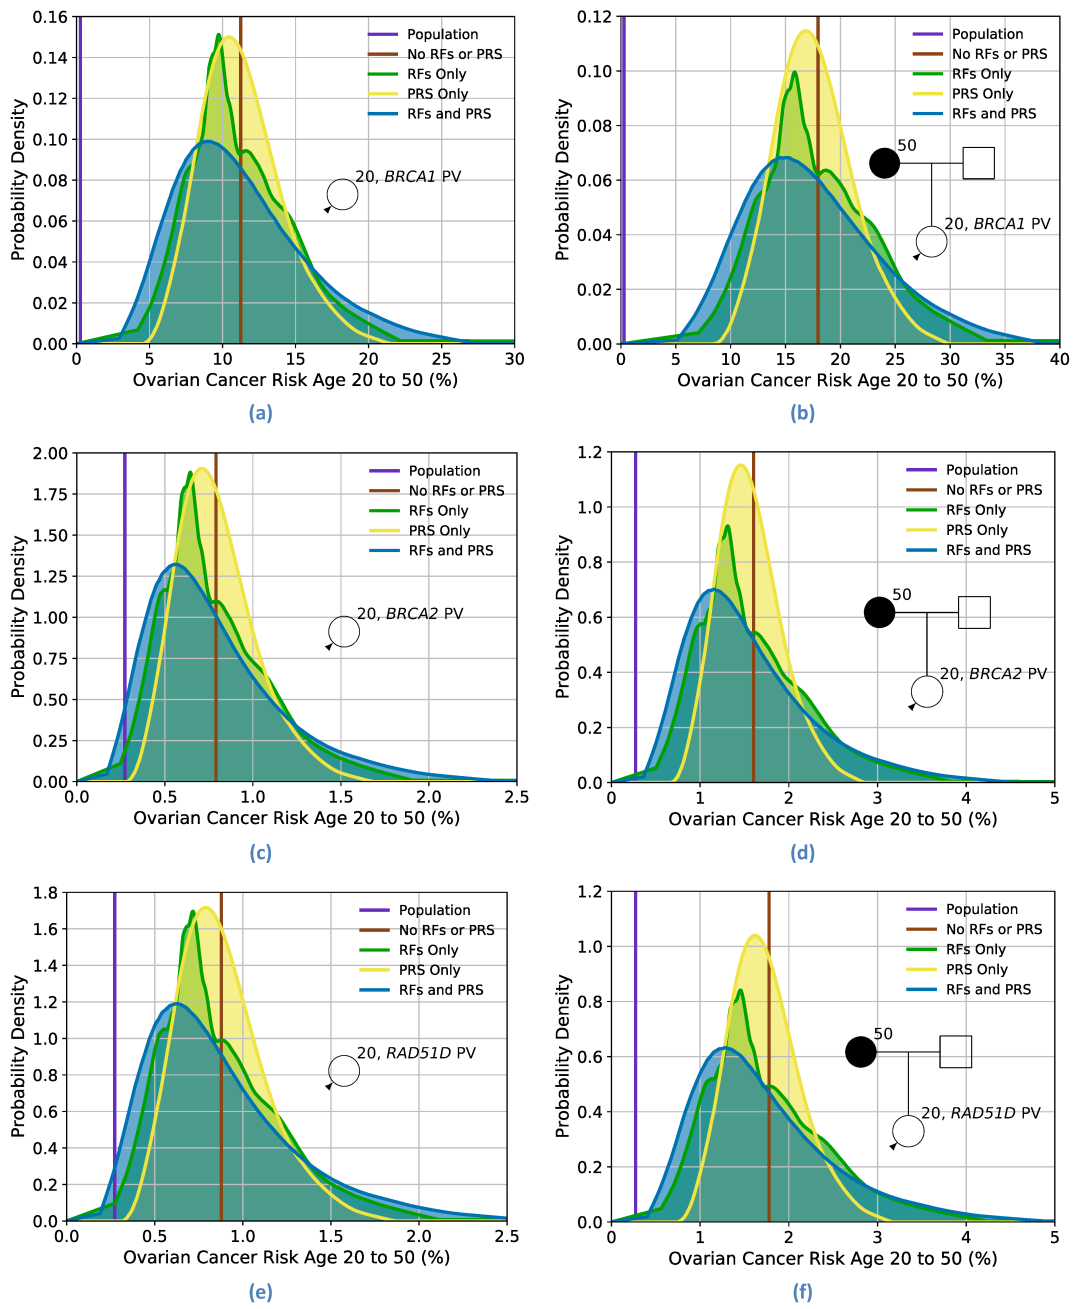 0.16
0.14
0.12
0.10
0.08
0.06
0.04
0.02
0.00
Probability Density
Population
No RFs or PRS
RFs Only
PRS Only
RFs and PRS
20, BRCA1 PV
0 5 10 15 20 25 30
Ovarian Cancer Risk Age 20 to 50 (%)
(a)
0.12
0.10
0.08
0.06
0.04
0.02
0.00
Probability Density
Population
No RFs or PRS
RFs Only
PRS Only
RFs and PRS
50
20, BRCA1 PV
0 5 10 15 20 25 30 35 40
Ovarian Cancer Risk Age 20 to 50 (%)
(b)
2.00
1.75
1.50
1.25
1.00
0.75
0.50
0.25
0.00
Probability Density
Population
No RFs or PRS
RFs Only
PRS Only
RFs and PRS
20, BRCA2 PV
0.0 0.5 1.0 1.5 2.0 2.5
Ovarian Cancer Risk Age 20 to 50 (%)
(c)
1.2
1.0
0.8
0.6
0.4
0.2
0.0
Probability Density
Population
No RFs or PRS
RFs Only
PRS Only
RFs and PRS
50
20, BRCA2 PV
0 1 2 3 4 5
Ovarian Cancer Risk Age 20 to 50 (%)
(d)
1.8
1.6
1.4
1.2
1.0
0.8
0.6
0.4
0.2
0.0
Probability Density
Population
No RFs or PRS
RFs Only
PRS Only
RFs and PRS
20, RAD51D PV
0.0 0.5 1.0 1.5 2.0 2.5
Ovarian Cancer Risk Age 20 to 50 (%)
(e)
1.2
1.0
0.8
0.6
0.4
0.2
0.0
Probability Density
Population
No RFs or PRS
RFs Only
PRS Only
RFs and PRS
50
20, RAD51D PV
0 1 2 3 4 5
Ovarian Cancer Risk Age 20 to 50 (%)
(f)